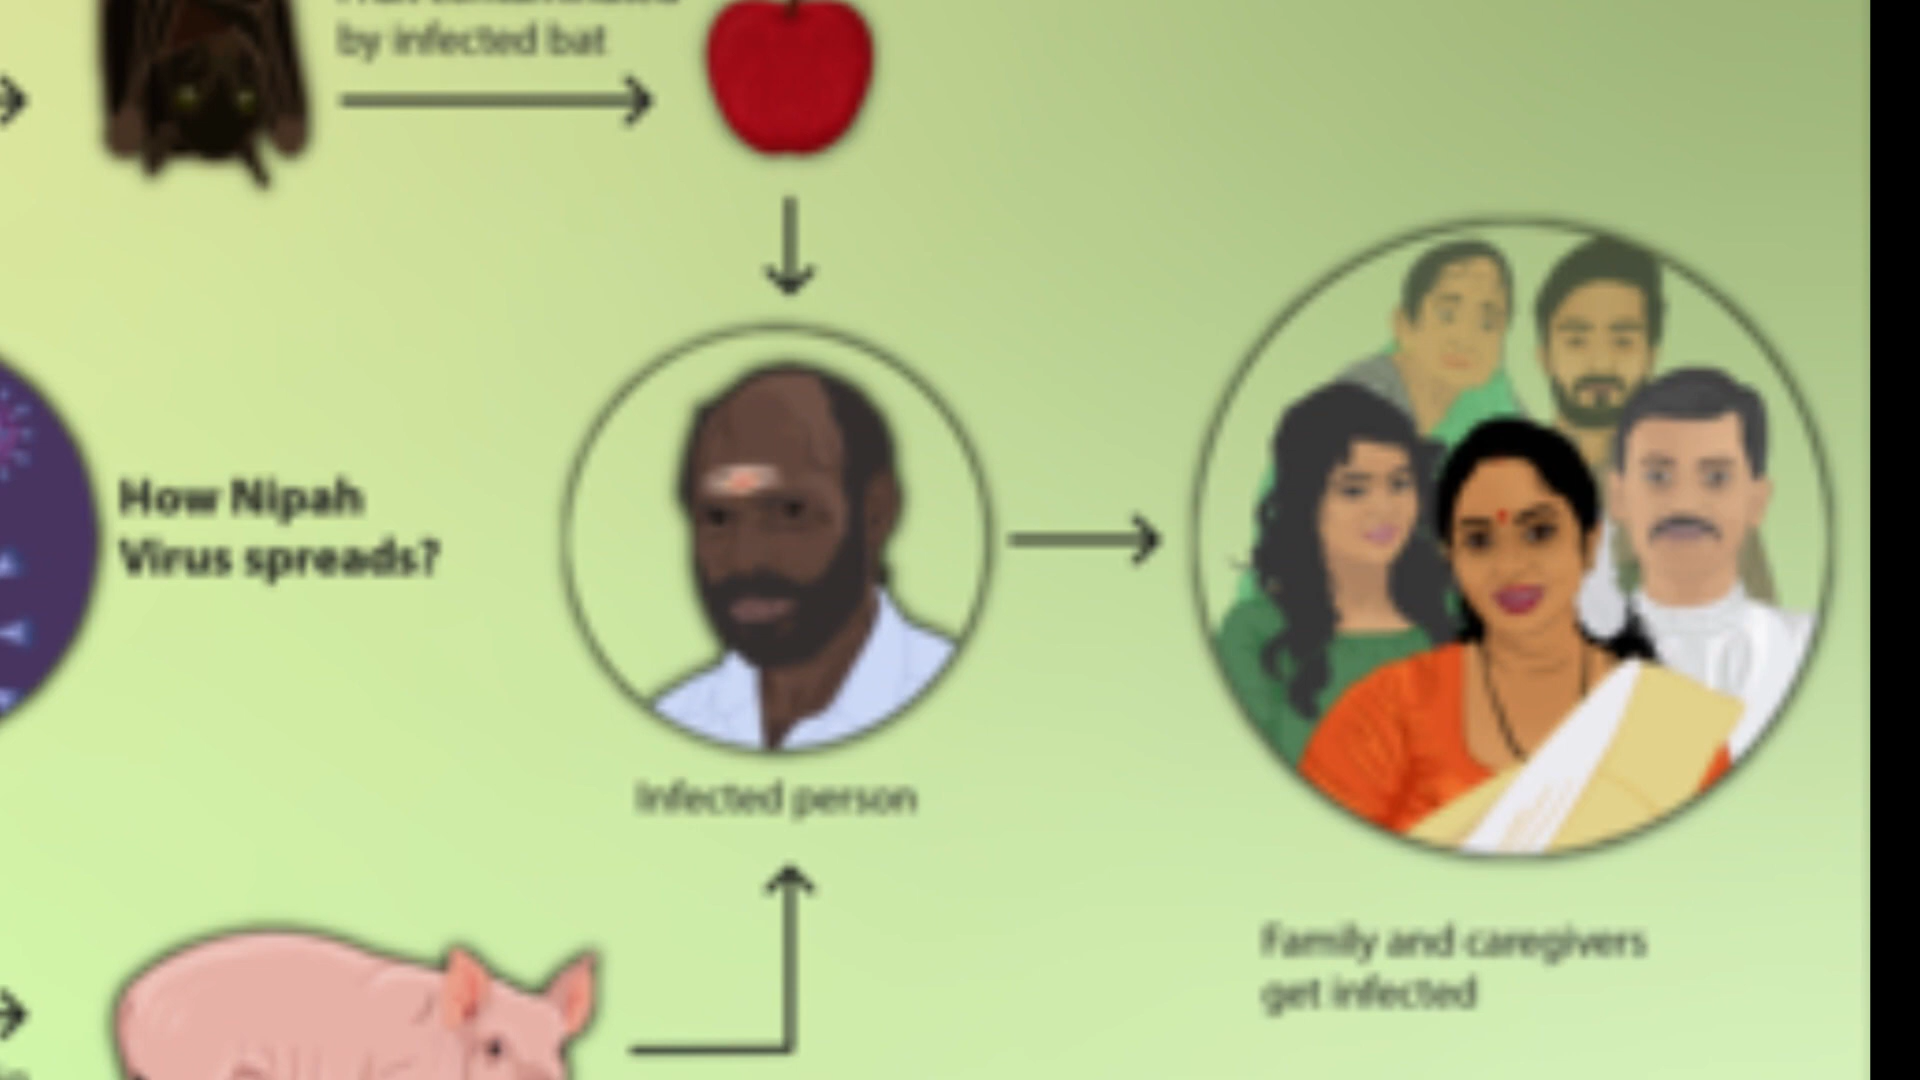 by infected bat
How Nipah
Virus spreads?
Infected person
Family and caregivers
get infected